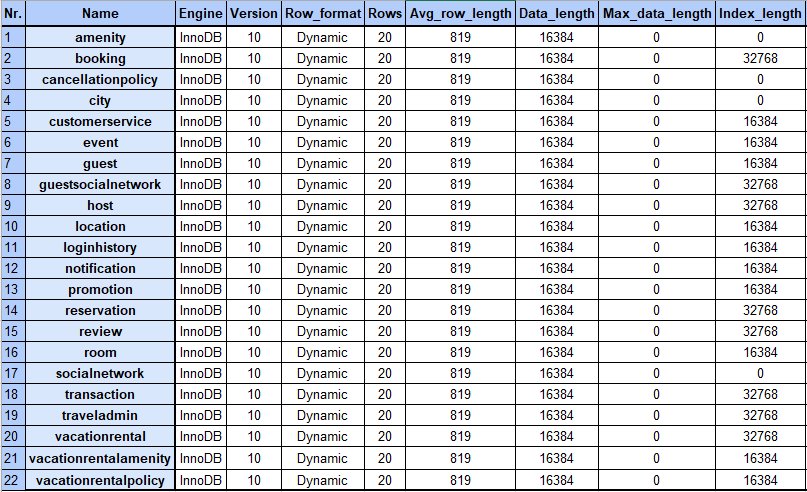 Nr. Name Engine Version Row_format Rows Avg_row_length Data_length Max_data_length Index_length
1 amenity InnoDB 10 Dynamic 20 819 16384 0 0
2 booking InnoDB 10 Dynamic 20 819 16384 0 32768
3 cancellationpolicy InnoDB 10 Dynamic 20 819 16384 0 0
4 city InnoDB 10 Dynamic 20 819 16384 0 0
5 customerservice InnoDB 10 Dynamic 20 819 16384 0 16384
6 event InnoDB 10 Dynamic 20 819 16384 0 16384
7 guest InnoDB 10 Dynamic 20 819 16384 0 16384
8 guestsocialnetwork InnoDB 10 Dynamic 20 819 16384 0 32768
9 host InnoDB 10 Dynamic 20 819 16384 0 32768
10 location InnoDB 10 Dynamic 20 819 16384 0 16384
11 loginhistory InnoDB 10 Dynamic 20 819 16384 0 16384
12 notification InnoDB 10 Dynamic 20 819 16384 0 16384
13 promotion InnoDB 10 Dynamic 20 819 16384 0 16384
14 reservation InnoDB 10 Dynamic 20 819 16384 0 32768
15 review InnoDB 10 Dynamic 20 819 16384 0 32768
16 room InnoDB 10 Dynamic 20 819 16384 0 16384
17 socialnetwork InnoDB 10 Dynamic 20 819 16384 0 0
18 transaction InnoDB 10 Dynamic 20 819 16384 0 32768
19 traveladmin InnoDB 10 Dynamic 20 819 16384 0 32768
20 vacationrental InnoDB 10 Dynamic 20 819 16384 0 32768
21 vacationrentalamenity InnoDB 10 Dynamic 20 819 16384 0 16384
22 vacationrentalpolicy InnoDB 10 Dynamic 20 819 16384 0 16384